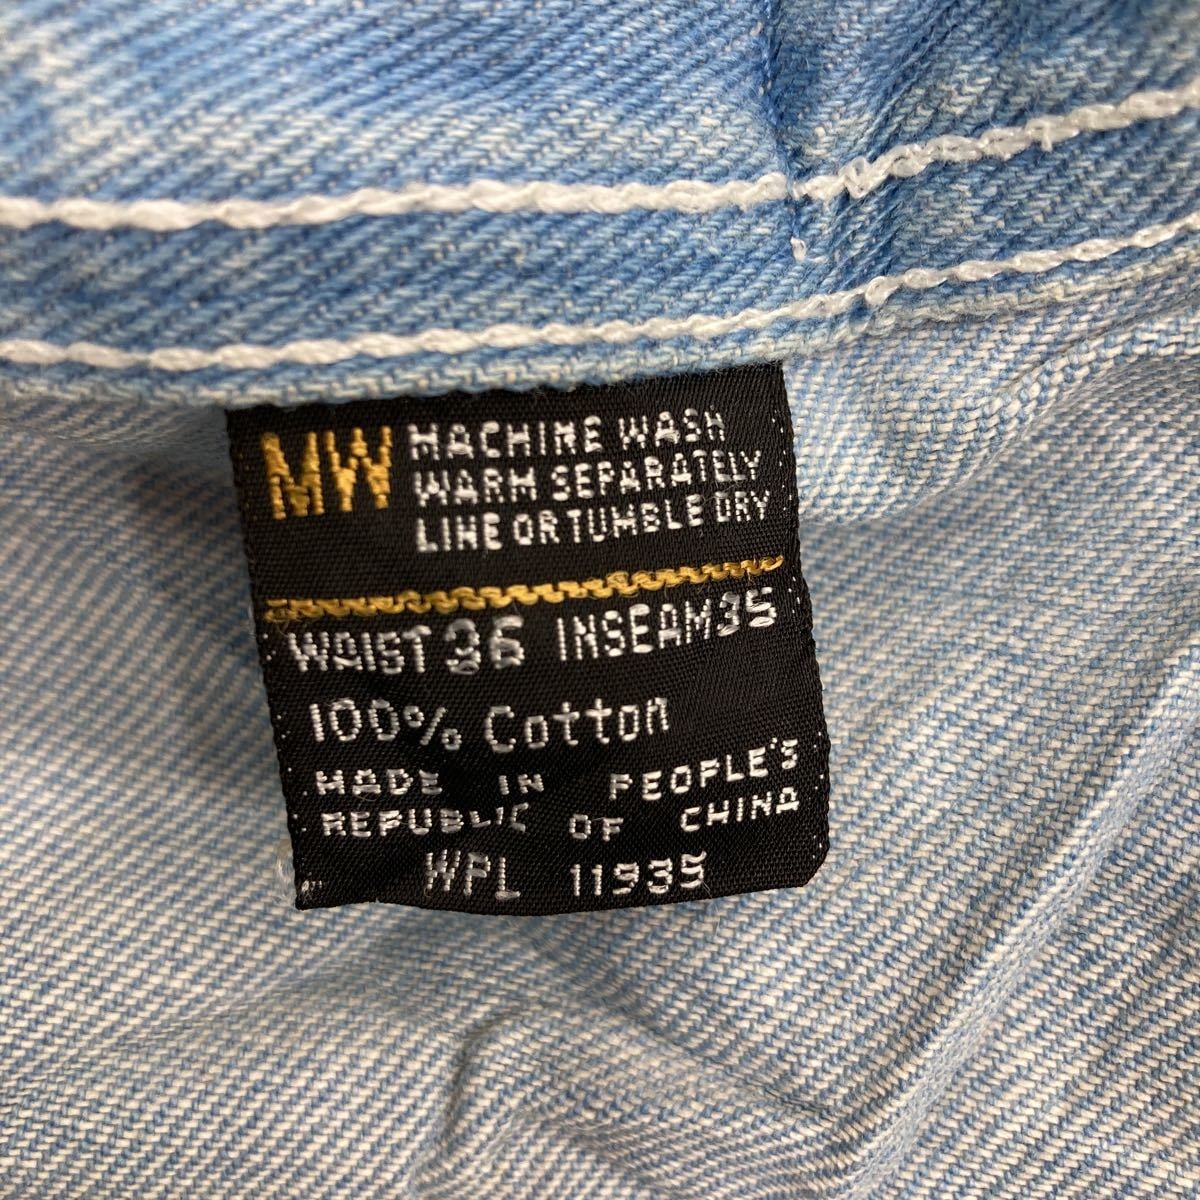 MW MACHINE WASH
WARM SEPARATELY
LINE OR TUMBLE DRY
WAIST 36 INSEAM 35
100% Cotton
MADE IN PEOPLE'S
REPUBLIC OF CHINA
WPL 11935